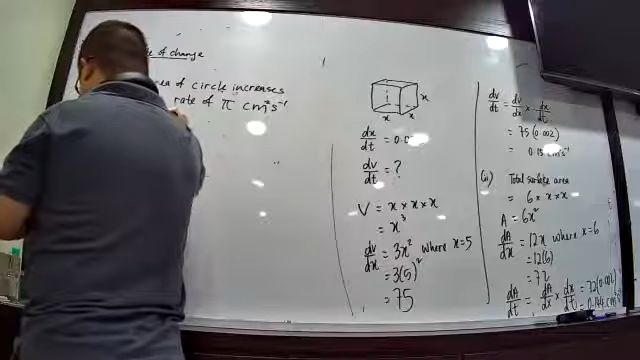 of change
ea of circle increases
rate of π cm² s⁻¹
x
x
x
dx/dt = 0.0
dv/dt = ?
V = x × x × x
= x³
dv/dx = 3x² where x=5
= 3(5)²
= 75
dv/dt = dv/dx × dx/dt
= 75(0.002)
= 0.15 cm³s⁻¹
(ii) Total surface area
= 6 × x × x
A = 6x²
dA/dx = 12x where x=6
= 12(6)
= 72
dA/dt = dA/dx × dx/dt = 72(0.002)
= 0.144 cm²s⁻¹